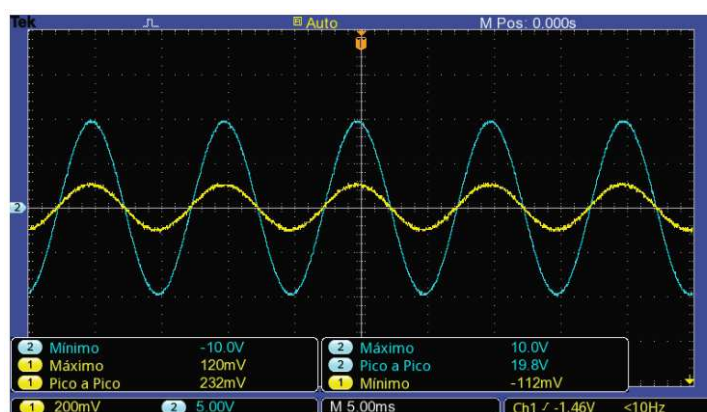 Tek Auto M Pos: 0.000s
T
2
2 Mínimo -10.0V
1 Máximo 120mV
1 Pico a Pico 232mV
2 Máximo 10.0V
2 Pico a Pico 19.8V
1 Mínimo -112mV
1 200mV 2 5.00V M 5.00ms Ch1 -1.46V <10Hz